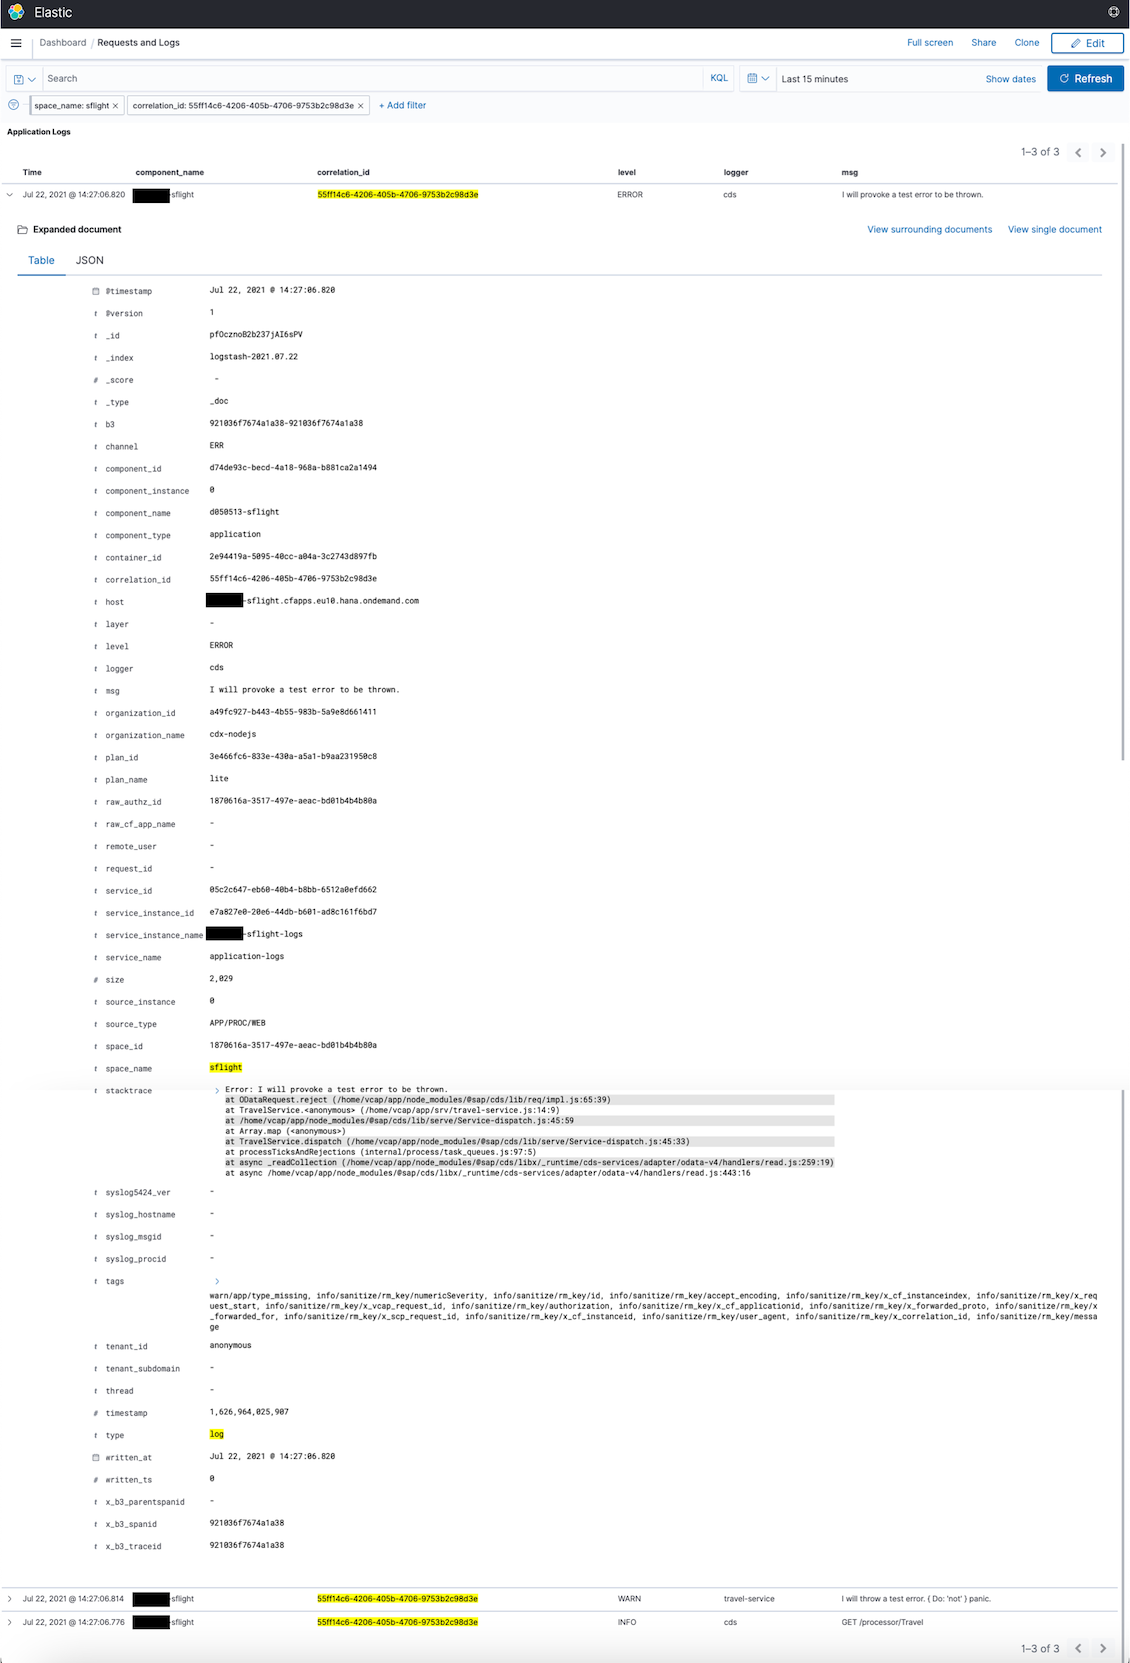 Elastic
Dashboard / Requests and Logs
Full screen Share Clone Edit
Search KQL Last 15 minutes Show dates Refresh
space_name: sflight × correlation_id: 55ff14c6-4206-405b-4706-9753b2c98d3e × + Add filter
Application Logs
1–3 of 3
Time component_name correlation_id level logger msg
Jul 22, 2021 @ 14:27:06.820 -sflight 55ff14c6-4206-405b-4706-9753b2c98d3e ERROR cds I will provoke a test error to be thrown.
Expanded document View surrounding documents View single document
Table JSON
@timestamp Jul 22, 2021 @ 14:27:06.820
t @version 1
t _id pfOcznoB2b237jAI6sPV
t _index logstash-2021.07.22
# _score -
t _type _doc
t b3 921036f7674a1a38-921036f7674a1a38
t channel ERR
t component_id d74de93c-becd-4a18-968a-b881ca2a1494
t component_instance 0
t component_name d050513-sflight
t component_type application
t container_id 2e94419a-5095-40cc-a04a-3c2743d897fb
t correlation_id 55ff14c6-4206-405b-4706-9753b2c98d3e
t host -sflight.cfapps.eu10.hana.ondemand.com
t layer -
t level ERROR
t logger cds
t msg I will provoke a test error to be thrown.
t organization_id a49fc927-b443-4b55-983b-5a9e8d661411
t organization_name cdx-nodejs
t plan_id 3e466fc6-833e-430a-a5a1-b9aa231950c8
t plan_name lite
t raw_authz_id 1870616a-3517-497e-aeac-bd01b4b4b80a
t raw_cf_app_name -
t remote_user -
t request_id -
t service_id 05c2c647-eb60-40b4-b8bb-6512a0efd662
t service_instance_id e7a827e0-20e6-44db-b601-ad8c161f6bd7
t service_instance_name -sflight-logs
t service_name application-logs
# size 2,029
t source_instance 0
t source_type APP/PROC/WEB
t space_id 1870616a-3517-497e-aeac-bd01b4b4b80a
t space_name sflight
t stacktrace Error: I will provoke a test error to be thrown.
at ODataRequest.reject (/home/vcap/app/node_modules/@sap/cds/lib/req/impl.js:65:39)
at TravelService.<anonymous> (/home/vcap/app/srv/travel-service.js:14:9)
at /home/vcap/app/node_modules/@sap/cds/lib/serve/Service-dispatch.js:45:59
at Array.map (<anonymous>)
at TravelService.dispatch (/home/vcap/app/node_modules/@sap/cds/lib/serve/Service-dispatch.js:45:33)
at processTicksAndRejections (internal/process/task_queues.js:97:5)
at async _readCollection (/home/vcap/app/node_modules/@sap/cds/libx/_runtime/cds-services/adapter/odata-v4/handlers/read.js:259:19)
at async /home/vcap/app/node_modules/@sap/cds/libx/_runtime/cds-services/adapter/odata-v4/handlers/read.js:443:16
t syslog5424_ver -
t syslog_hostname -
t syslog_msgid -
t syslog_procid -
t tags
warn/app/type_missing, info/sanitize/rm_key/numericSeverity, info/sanitize/rm_key/id, info/sanitize/rm_key/accept_encoding, info/sanitize/rm_key/x_cf_instanceindex, info/sanitize/rm_key/x_req
uest_start, info/sanitize/rm_key/x_vcap_request_id, info/sanitize/rm_key/authorization, info/sanitize/rm_key/x_cf_applicationid, info/sanitize/rm_key/x_forwarded_proto, info/sanitize/rm_key/x
_forwarded_for, info/sanitize/rm_key/x_scp_request_id, info/sanitize/rm_key/x_cf_instanceid, info/sanitize/rm_key/user_agent, info/sanitize/rm_key/x_correlation_id, info/sanitize/rm_key/messa
ge
t tenant_id anonymous
t tenant_subdomain -
t thread -
# timestamp 1,626,964,025,907
t type log
written_at Jul 22, 2021 @ 14:27:06.820
# written_ts 0
t x_b3_parentspanid -
t x_b3_spanid 921036f7674a1a38
t x_b3_traceid 921036f7674a1a38
Jul 22, 2021 @ 14:27:06.814 -sflight 55ff14c6-4206-405b-4706-9753b2c98d3e WARN travel-service I will throw a test error. { Do: 'not' } panic.
Jul 22, 2021 @ 14:27:06.776 -sflight 55ff14c6-4206-405b-4706-9753b2c98d3e INFO cds GET /processor/Travel
1–3 of 3